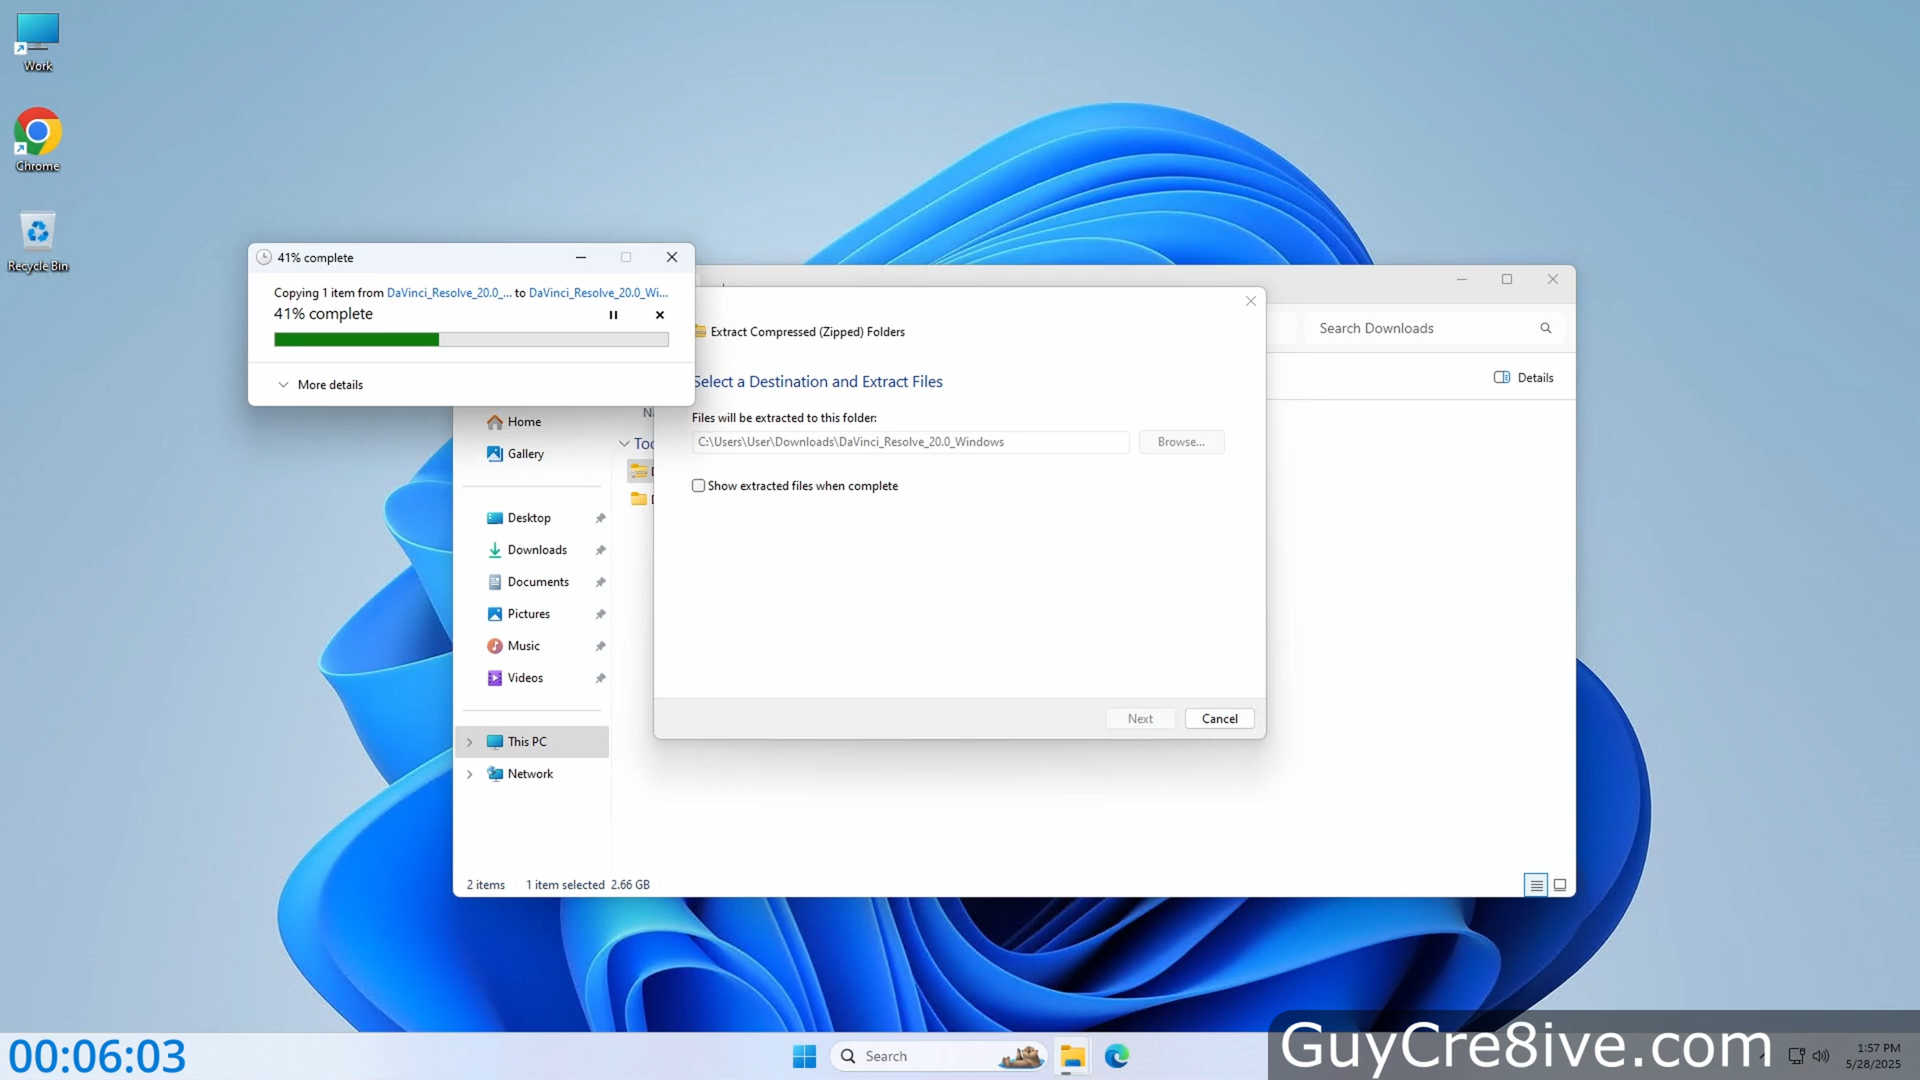 Work
Chrome
Recycle Bin
41% complete
Copying 1 item from DaVinci_Resolve_20.0_... to DaVinci_Resolve_20.0_Wi...
41% complete
More details
Search Downloads
Details
Extract Compressed (Zipped) Folders
Select a Destination and Extract Files
Files will be extracted to this folder:
C:\Users\User\Downloads\DaVinci_Resolve_20.0_Windows
Browse...
Show extracted files when complete
Next
Cancel
Home
Gallery
Desktop
Downloads
Documents
Pictures
Music
Videos
This PC
Network
2 items 1 item selected 2.66 GB
00:06:03
Search
GuyCre8ive.com
1:57 PM
5/28/2025